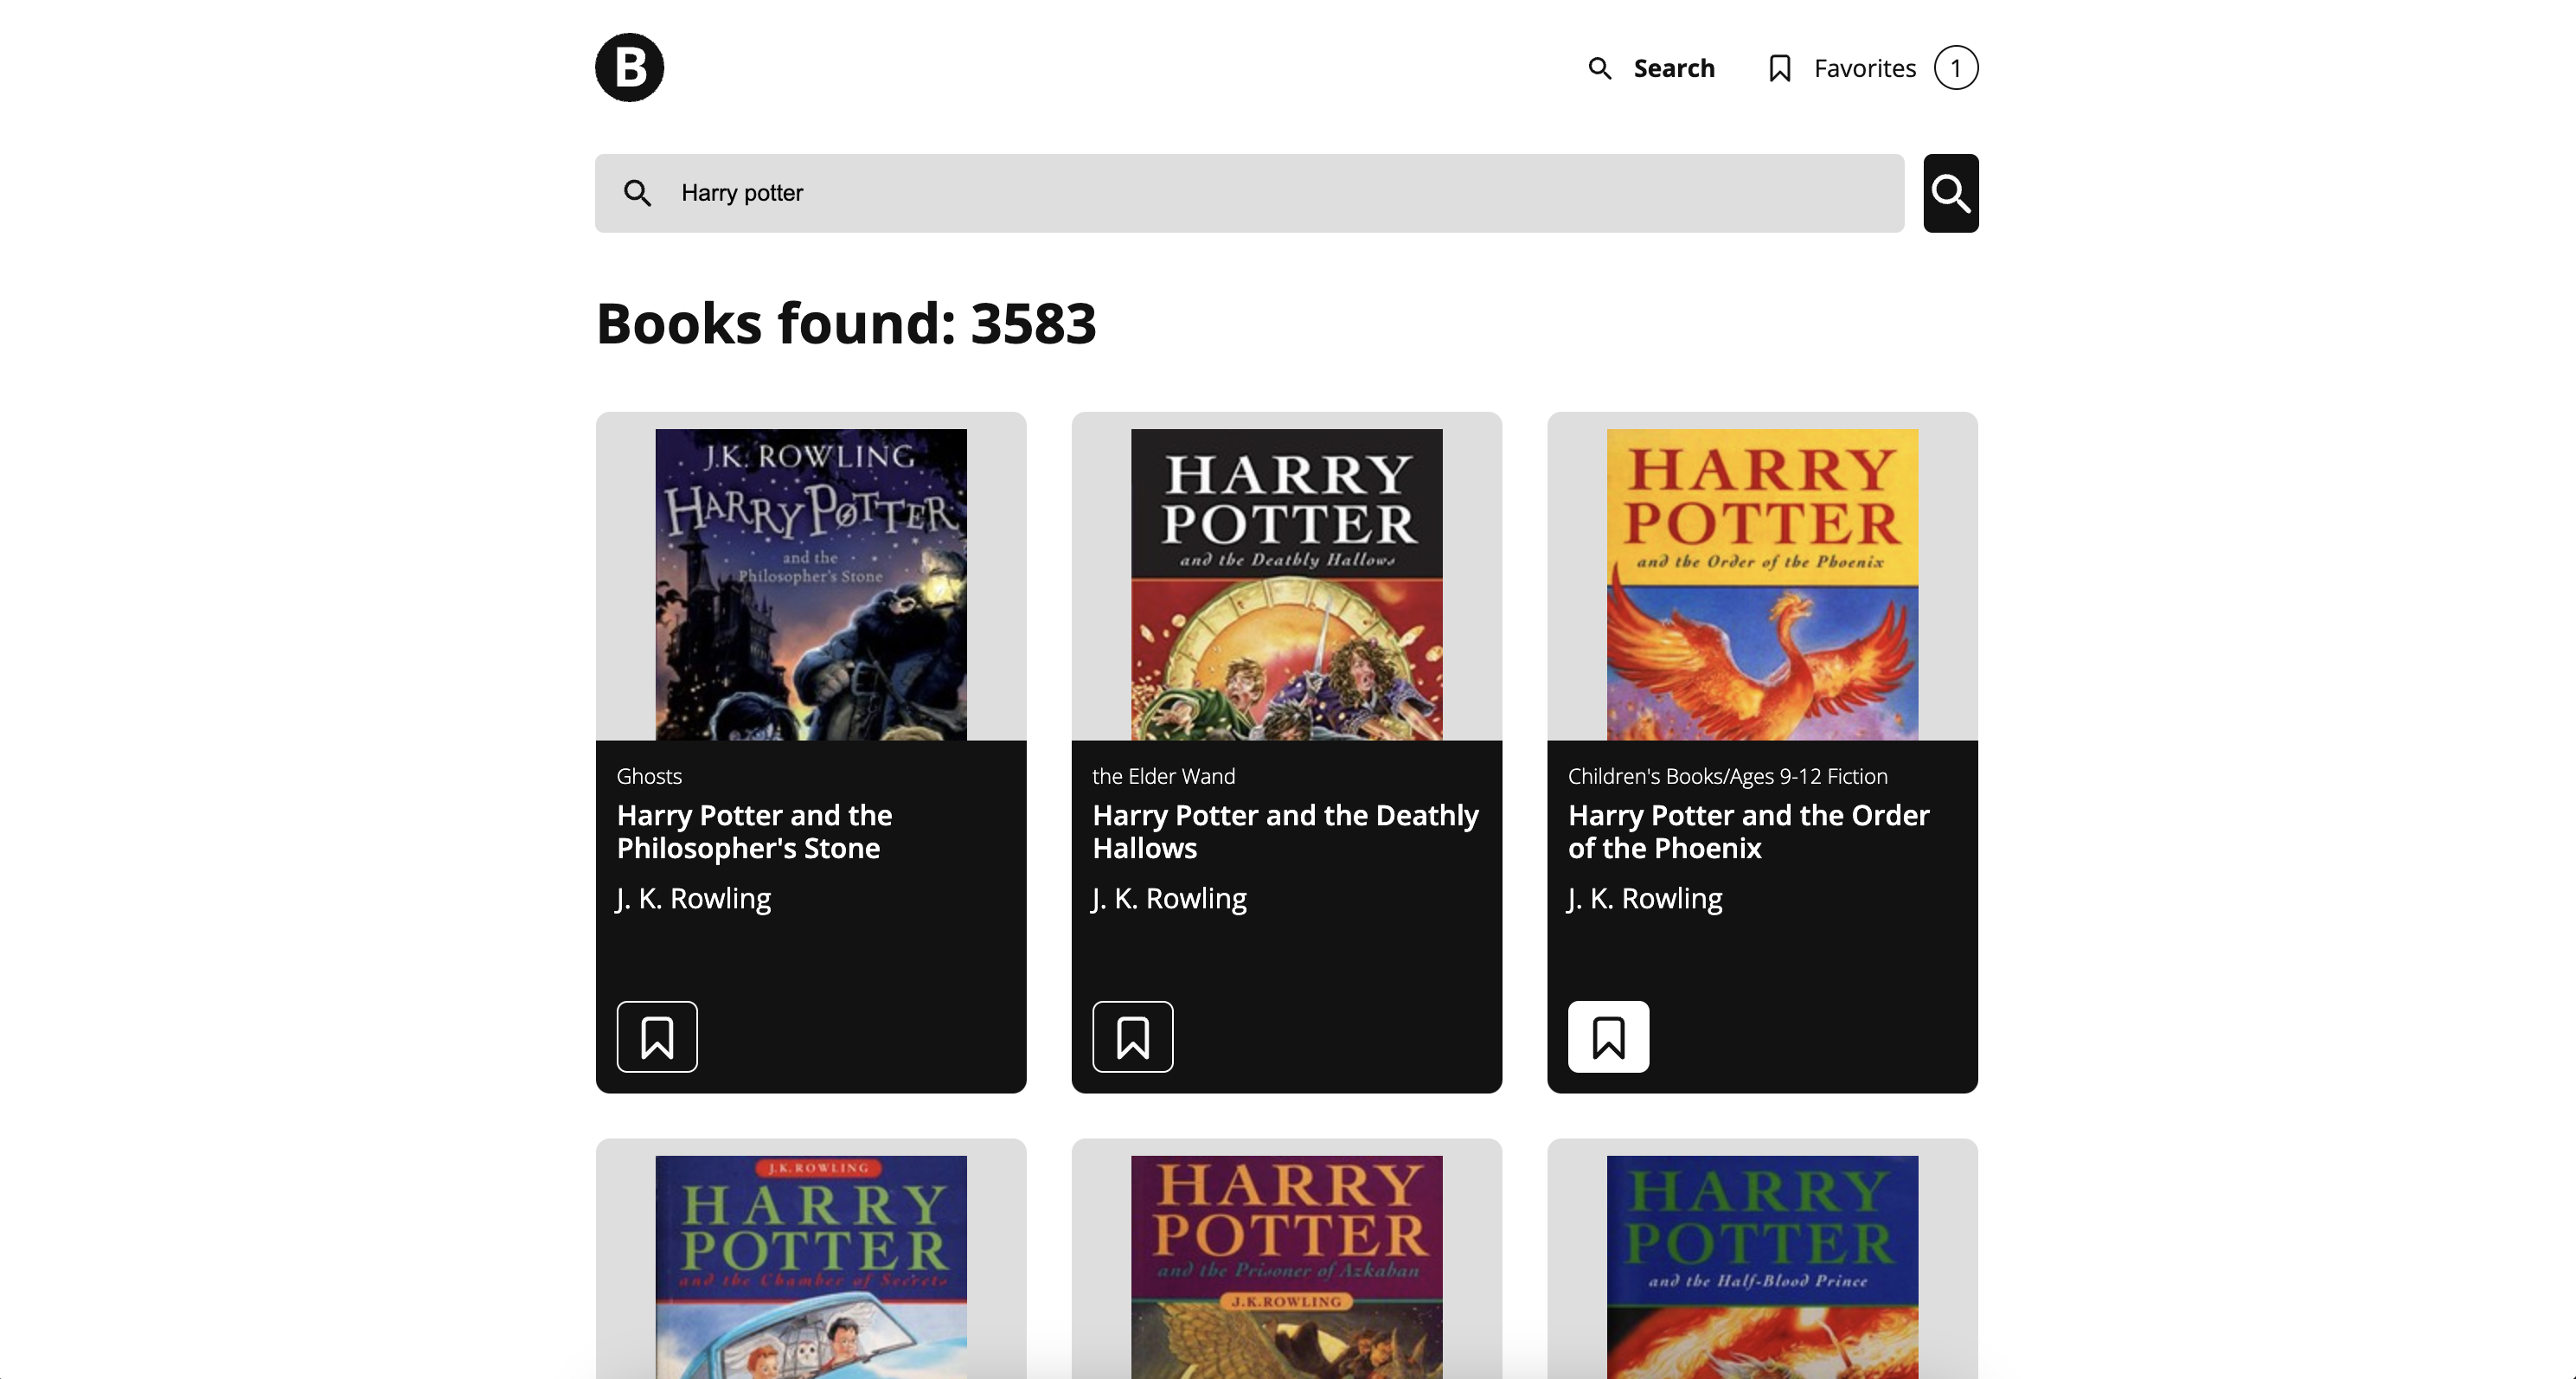 B
Search
Favorites
1
Harry potter
Books found: 3583
J.K. ROWLING
HARRY POTTER
and the
Philosopher's Stone
HARRY
POTTER
and the Deathly Hallows
HARRY
POTTER
and the Order of the Phoenix
Ghosts
Harry Potter and the
Philosopher's Stone
J. K. Rowling
the Elder Wand
Harry Potter and the Deathly
Hallows
J. K. Rowling
Children's Books/Ages 9-12 Fiction
Harry Potter and the Order
of the Phoenix
J. K. Rowling
J.K.ROWLING
HARRY
POTTER
and the Chamber of Secrets
HARRY
POTTER
and the Prisoner of Azkaban
J.K.ROWLING
HARRY
POTTER
and the Half-Blood Prince